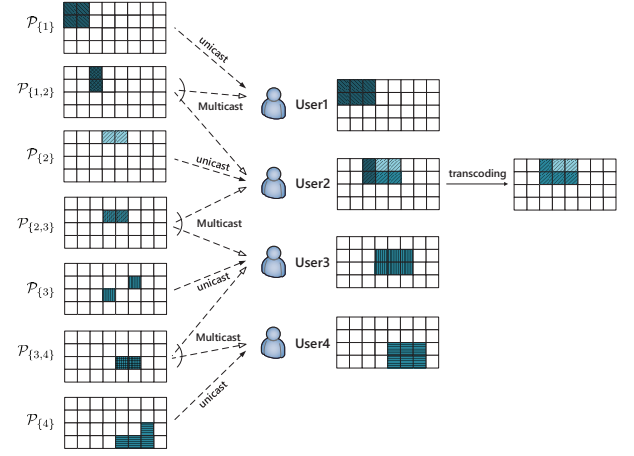 𝒫{1}
unicast
𝒫{1,2}
Multicast
User1
𝒫{2}
unicast
User2
transcoding
𝒫{2,3}
Multicast
User3
𝒫{3}
unicast
𝒫{3,4}
Multicast
User4
unicast
𝒫{4}